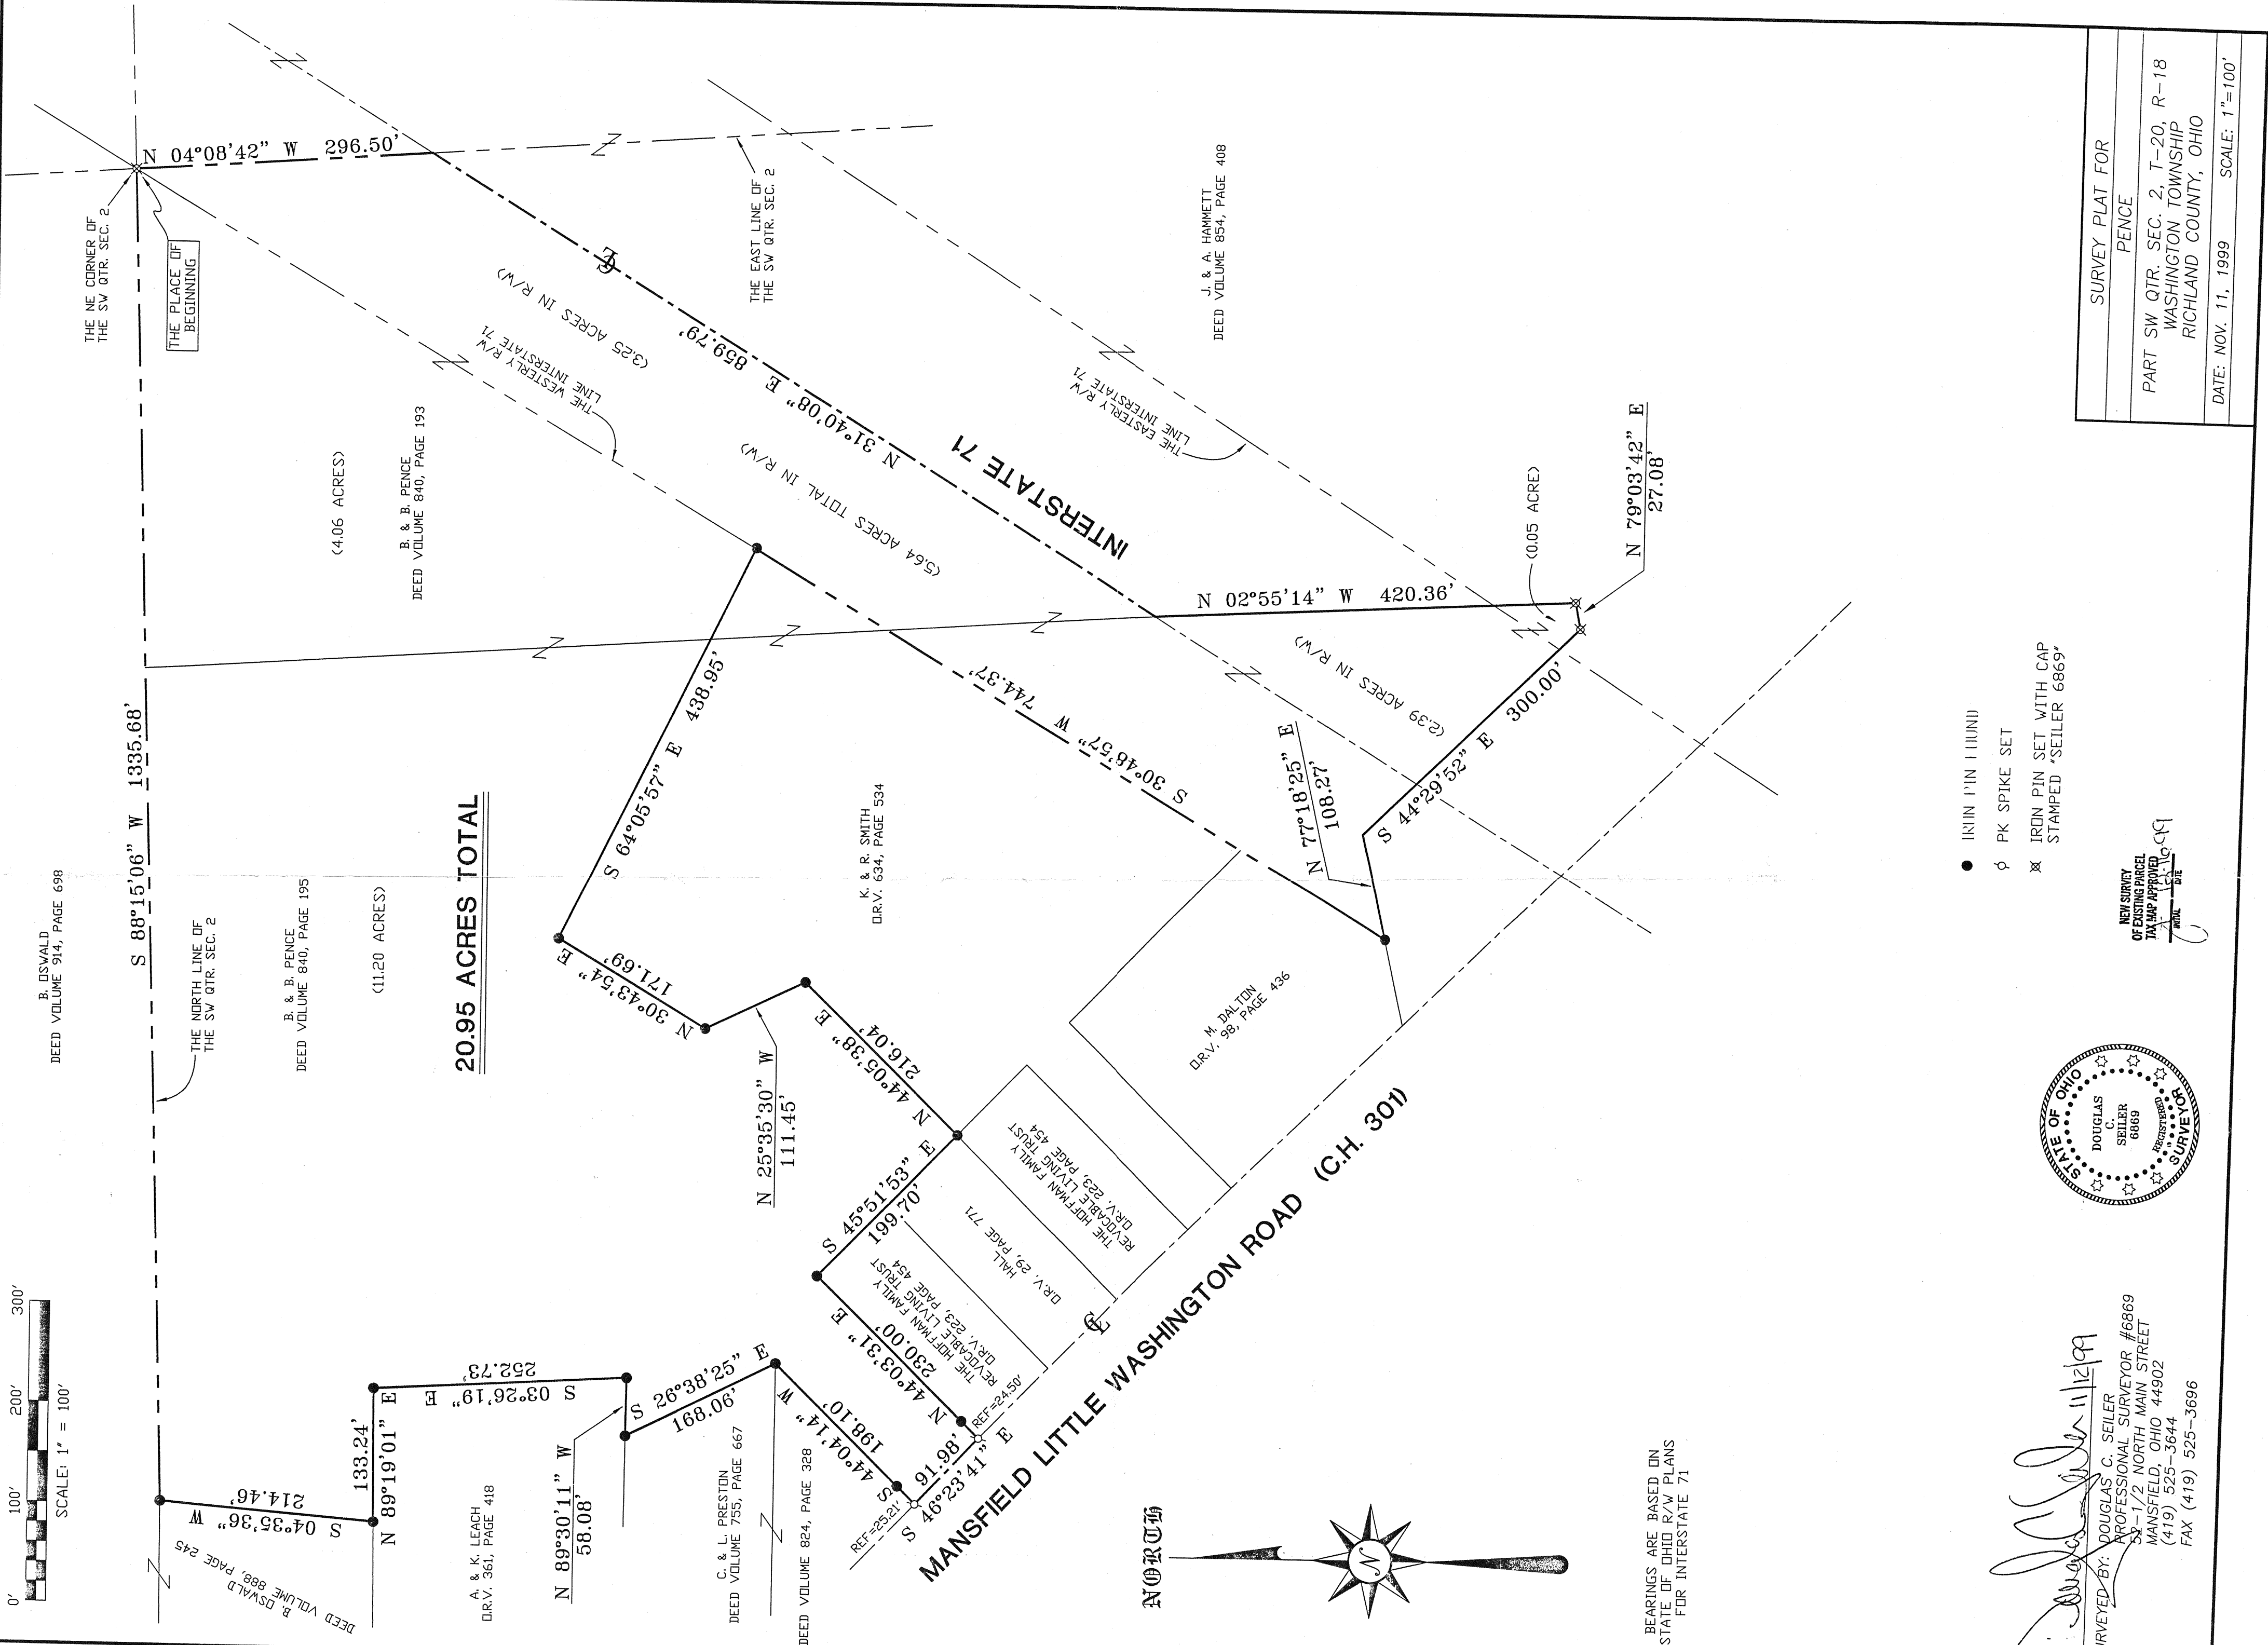 THE NE CORNER OF
THE SW QTR. SEC. 2
THE PLACE OF
BEGINNING
N 04°08'42" W 296.50'
THE EAST LINE OF
THE SW QTR. SEC. 2
J. & A. HAMMETT
DEED VOLUME 854, PAGE 408
(3.25 ACRES IN R/W)
THE WESTERLY R/W
LINE INTERSTATE 71
N 31°40'08" E 859.79'
(5.64 ACRES TOTAL IN R/W)
INTERSTATE 71
THE EASTERLY R/W
LINE INTERSTATE 71
(4.06 ACRES)
B. & B. PENCE
DEED VOLUME 840, PAGE 193
N 02°55'14" W 420.36'
(0.05 ACRE)
N 79°03'42" E
27.08'
(2.39 ACRES IN R/W)
S 44°29'52" E 300.00'
N 77°18'25" E
108.27'
S 30°48'57" W 744.37'
S 64°05'57" E 438.95'
S 88°15'06" W 1335.68'
B. OSWALD
DEED VOLUME 914, PAGE 698
THE NORTH LINE OF
THE SW QTR. SEC. 2
B. & B. PENCE
DEED VOLUME 840, PAGE 195
(11.20 ACRES)
20.95 ACRES TOTAL
K. & R. SMITH
O.R.V. 634, PAGE 534
N 30°43'54" E
171.69'
N 25°35'30" W
111.45'
N 44°05'38" E
216.04'
S 45°51'53" E
199.70'
N 44°03'31" E
230.00'
THE HOFFMAN FAMILY
REVOCABLE LIVING TRUST
O.R.V. 223, PAGE 454
HALL
O.R.V. 29, PAGE 771
THE HOFFMAN FAMILY
REVOCABLE LIVING TRUST
O.R.V. 223, PAGE 454
M. DALTON
O.R.V. 98, PAGE 436
MANSFIELD LITTLE WASHINGTON ROAD (C.H. 301)
REF=24.50'
REF=25.21'
91.98'
S 46°23'41" E
S 44°04'14" W
198.10'
S 26°38'25" E
168.06'
N 89°30'11" W
58.08'
S 03°26'19" E
252.73'
133.24'
N 89°19'01" E
S 04°35'36" W
214.46'
B. OSWALD
DEED VOLUME 888, PAGE 245
A. & K. LEACH
O.R.V. 361, PAGE 418
C. & L. PRESTON
DEED VOLUME 755, PAGE 667
DEED VOLUME 824, PAGE 328
0' 100' 200' 300'
SCALE: 1" = 100'
NORTH
N
BEARINGS ARE BASED ON
STATE OF OHIO R/W PLANS
FOR INTERSTATE 71
IRON PIN FOUND
PK SPIKE SET
IRON PIN SET WITH CAP
STAMPED "SEILER 6869"
NEW SURVEY
OF EXISTING PARCEL
TAX MAP APPROVED
INITIAL DATE
STATE OF OHIO
DOUGLAS
C.
SEILER
6869
REGISTERED
SURVEYOR
11/12/99
RVEYED BY: DOUGLAS C. SEILER
PROFESSIONAL SURVEYOR #6869
52-1/2 NORTH MAIN STREET
MANSFIELD, OHIO 44902
(419) 525-3644
FAX (419) 525-3696
SURVEY PLAT FOR
PENCE
PART SW QTR. SEC. 2, T-20, R-18
WASHINGTON TOWNSHIP
RICHLAND COUNTY, OHIO
DATE: NOV. 11, 1999 SCALE: 1"=100'